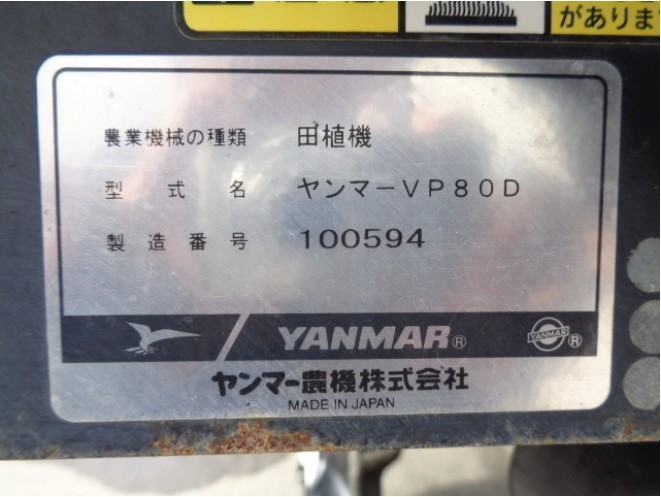 がありま
農業機械の種類 田植機
型式名 ヤンマーVP80D
製造番号 100594
YANMAR® YANMAR ®
ヤンマー農機株式会社
MADE IN JAPAN